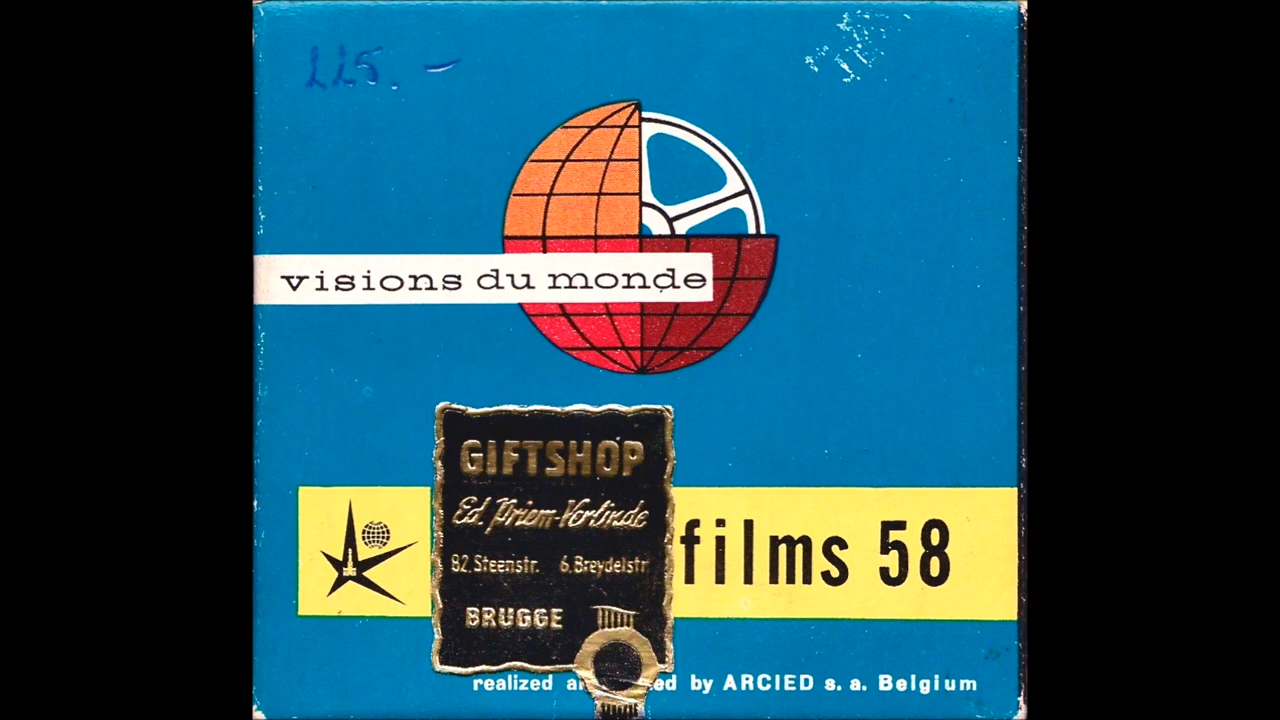 225.-
visions du monde
GIFTSHOP
Ed. Priem-Verlinde
82.Steenstr. 6.Breydelstr
BRUGGE
films 58
realized a ed by ARCIED s. a. Belgium